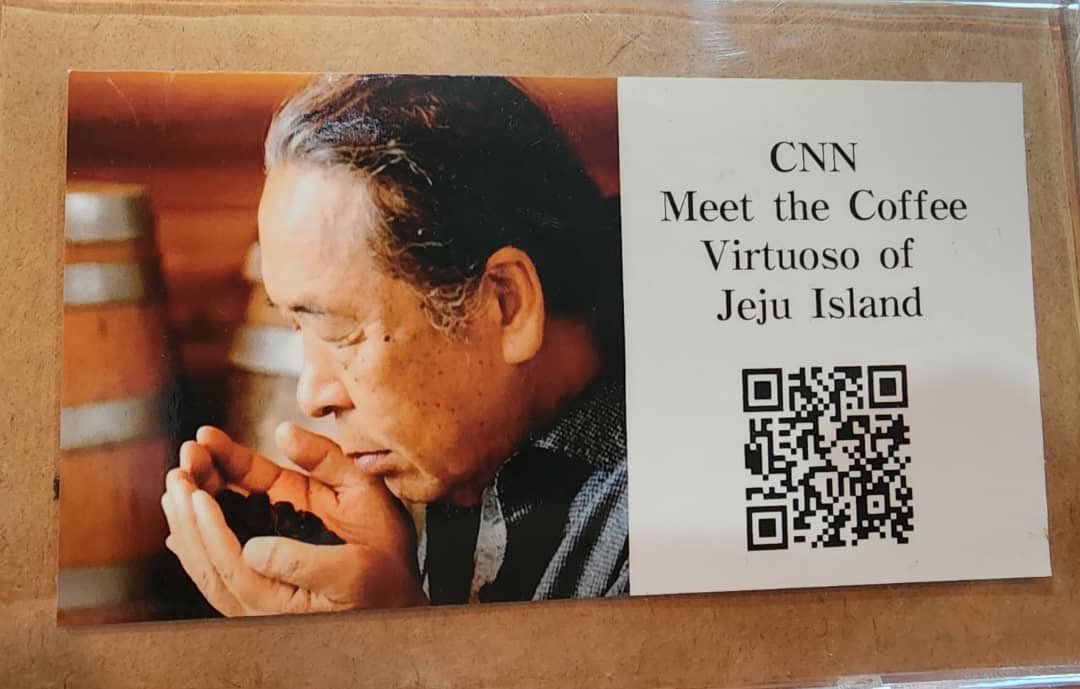 CNN
Meet the Coffee
Virtuoso of
Jeju Island